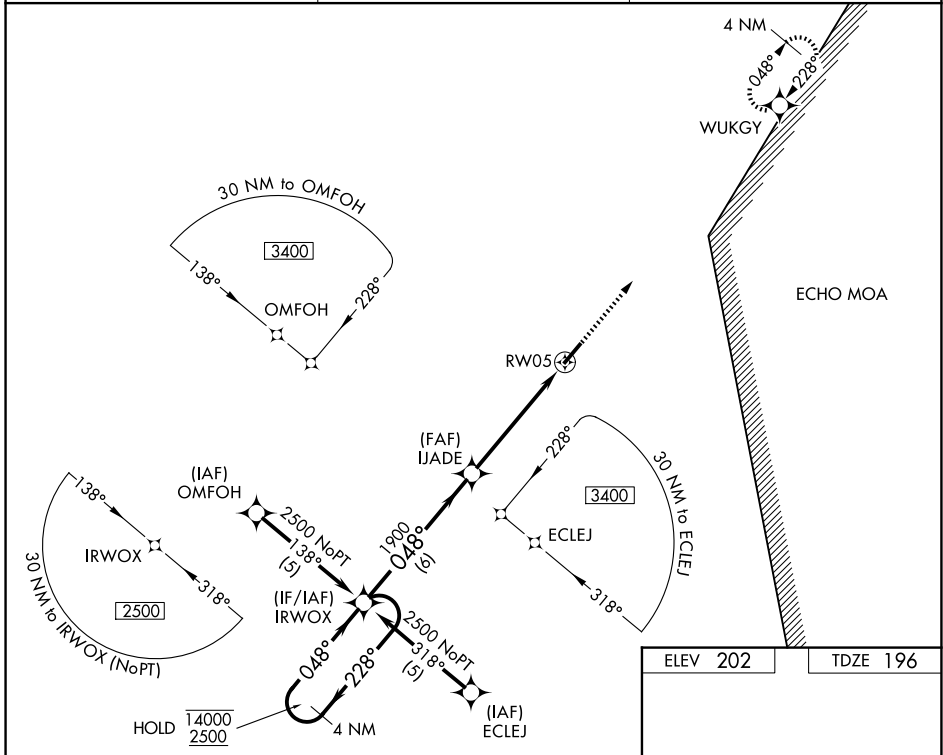 4 NM
048°
228°
WUKGY
30 NM to OMFOH
3400
138°
228°
OMFOH
ECHO MOA
RW05
(FAF)
IJADE
228°
30 NM to ECLEJ
3400
ECLEJ
318°
138°
IRWOX
318°
2500
30 NM to IRWOX (NoPT)
(IAF)
OMFOH
2500 NoPT
138°
(5)
1900
048°
(6)
(IF/IAF)
IRWOX
2500 NoPT
318°
(5)
048°
228°
HOLD 14000
2500
4 NM
(IAF)
ECLEJ
ELEV 202
TDZE 196